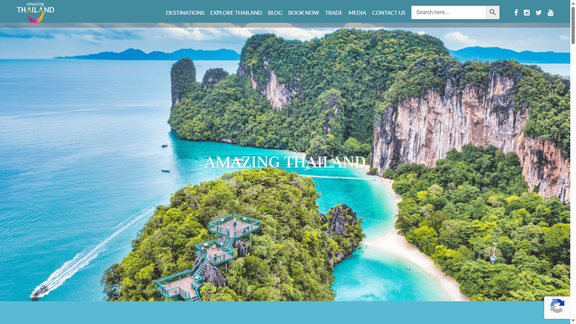 amazing
THAILAND
DESTINATIONS EXPLORE THAILAND BLOG BOOK NOW TRADE MEDIA CONTACT US Search here...
AMAZING THAILAND